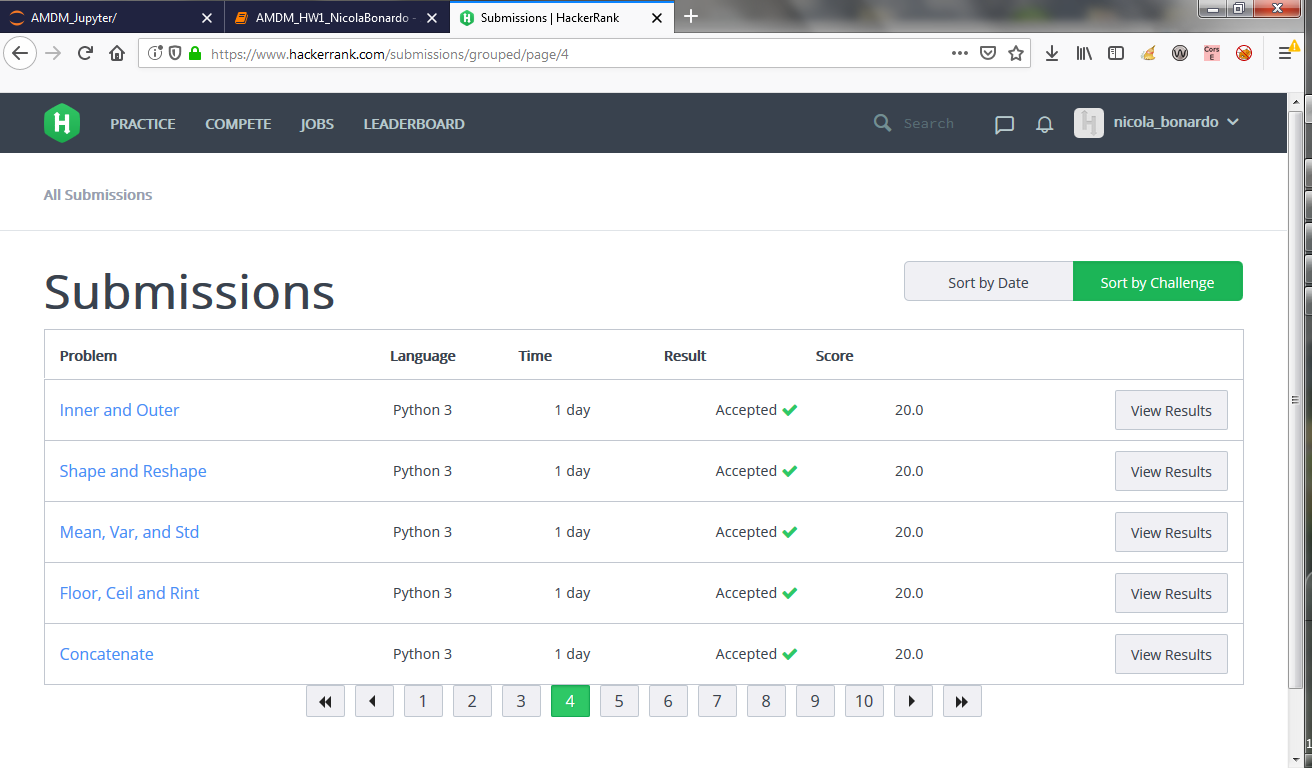 AMDM_Jupyter/ AMDM_HW1_NicolaBonardo - Submissions | HackerRank
https://www.hackerrank.com/submissions/grouped/page/4
W Cors E
H PRACTICE COMPETE JOBS LEADERBOARD Search H nicola_bonardo
All Submissions
Submissions Sort by Date Sort by Challenge
Problem Language Time Result Score
Inner and Outer Python 3 1 day Accepted 20.0 View Results
Shape and Reshape Python 3 1 day Accepted 20.0 View Results
Mean, Var, and Std Python 3 1 day Accepted 20.0 View Results
Floor, Ceil and Rint Python 3 1 day Accepted 20.0 View Results
Concatenate Python 3 1 day Accepted 20.0 View Results
1 2 3 4 5 6 7 8 9 10